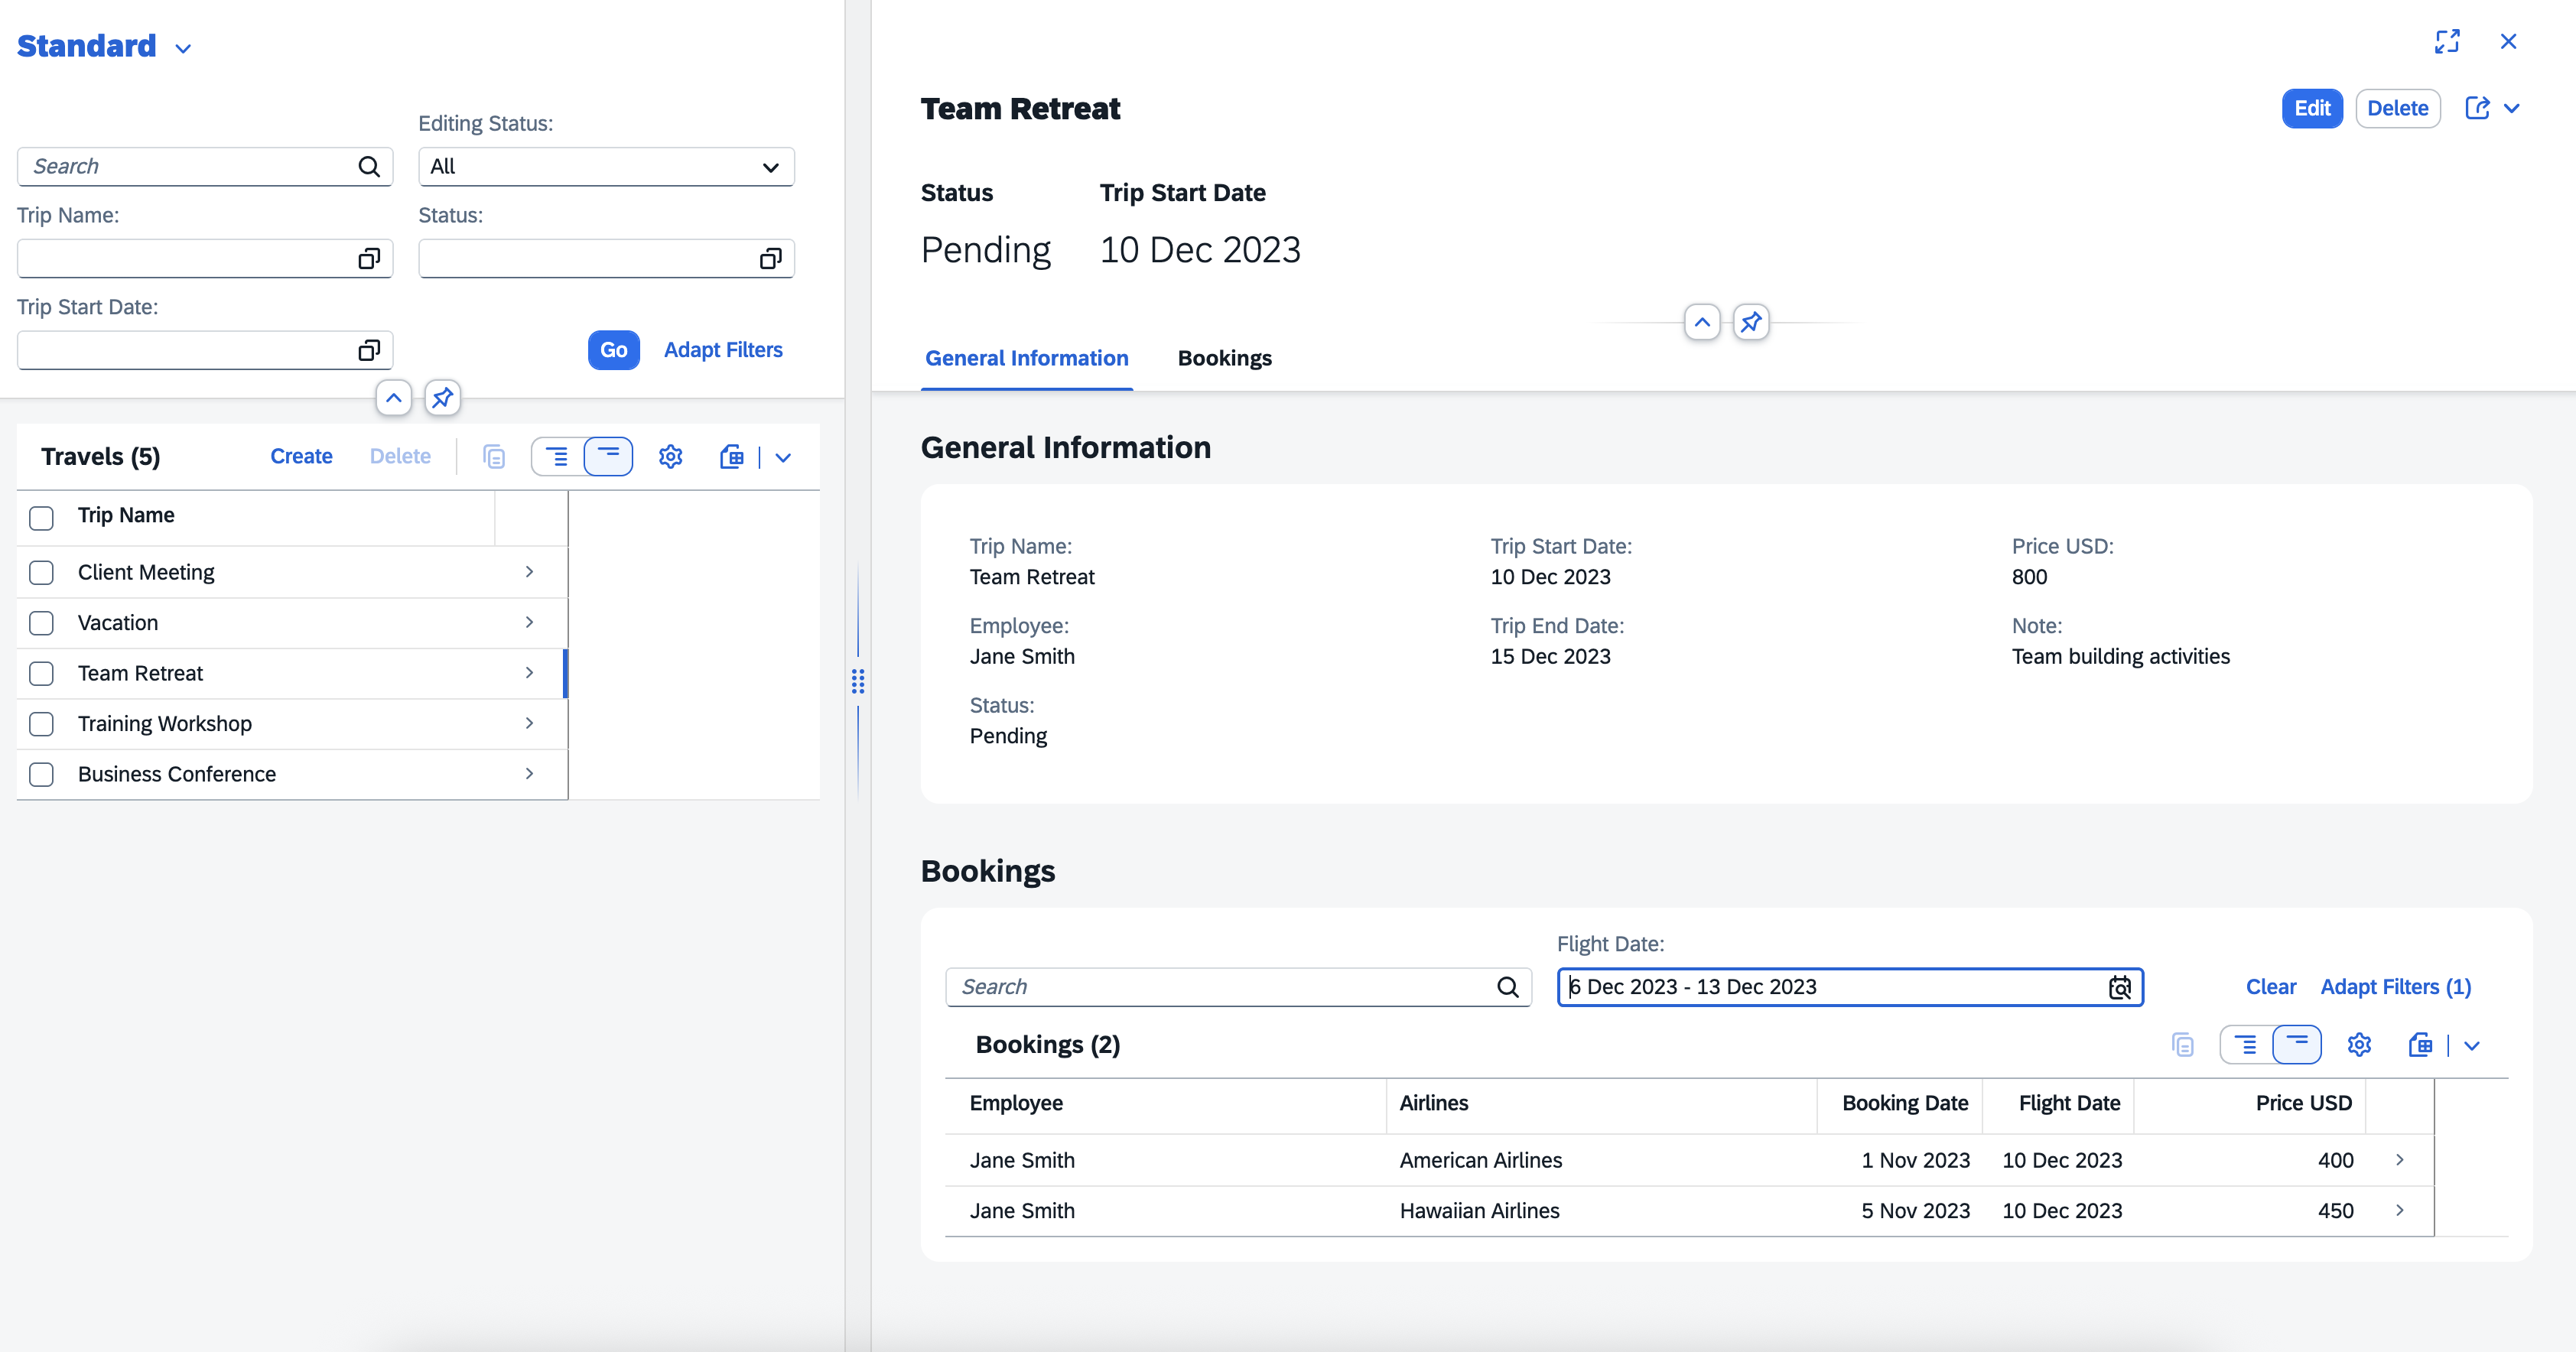 Standard
Editing Status:
Search
All
Trip Name:
Status:
Trip Start Date:
Go
Adapt Filters
Travels (5)
Create
Delete
Trip Name
Client Meeting
Vacation
Team Retreat
Training Workshop
Business Conference
Team Retreat
Edit
Delete
Status
Trip Start Date
Pending
10 Dec 2023
General Information
Bookings
General Information
Trip Name:
Team Retreat
Employee:
Jane Smith
Status:
Pending
Trip Start Date:
10 Dec 2023
Trip End Date:
15 Dec 2023
Price USD:
800
Note:
Team building activities
Bookings
Flight Date:
Search
6 Dec 2023 - 13 Dec 2023
Clear
Adapt Filters (1)
Bookings (2)
Employee Airlines Booking Date Flight Date Price USD
Jane Smith American Airlines 1 Nov 2023 10 Dec 2023 400
Jane Smith Hawaiian Airlines 5 Nov 2023 10 Dec 2023 450